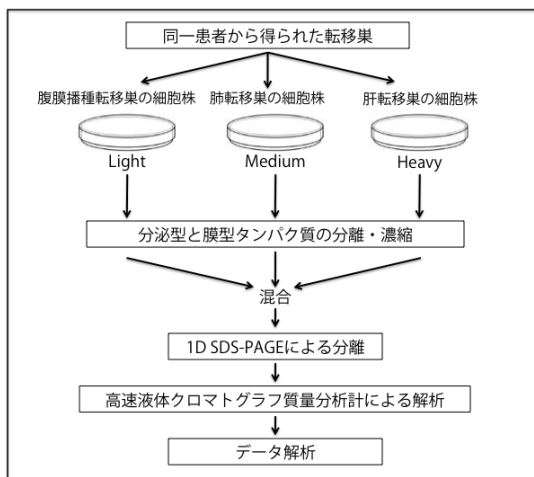 同一患者から得られた転移巣
腹膜播種転移巣の細胞株 肺転移巣の細胞株 肝転移巣の細胞株
Light Medium Heavy
分泌型と膜型タンパク質の分離・濃縮
混合
1D SDS-PAGEによる分離
高速液体クロマトグラフ質量分析計による解析
データ解析